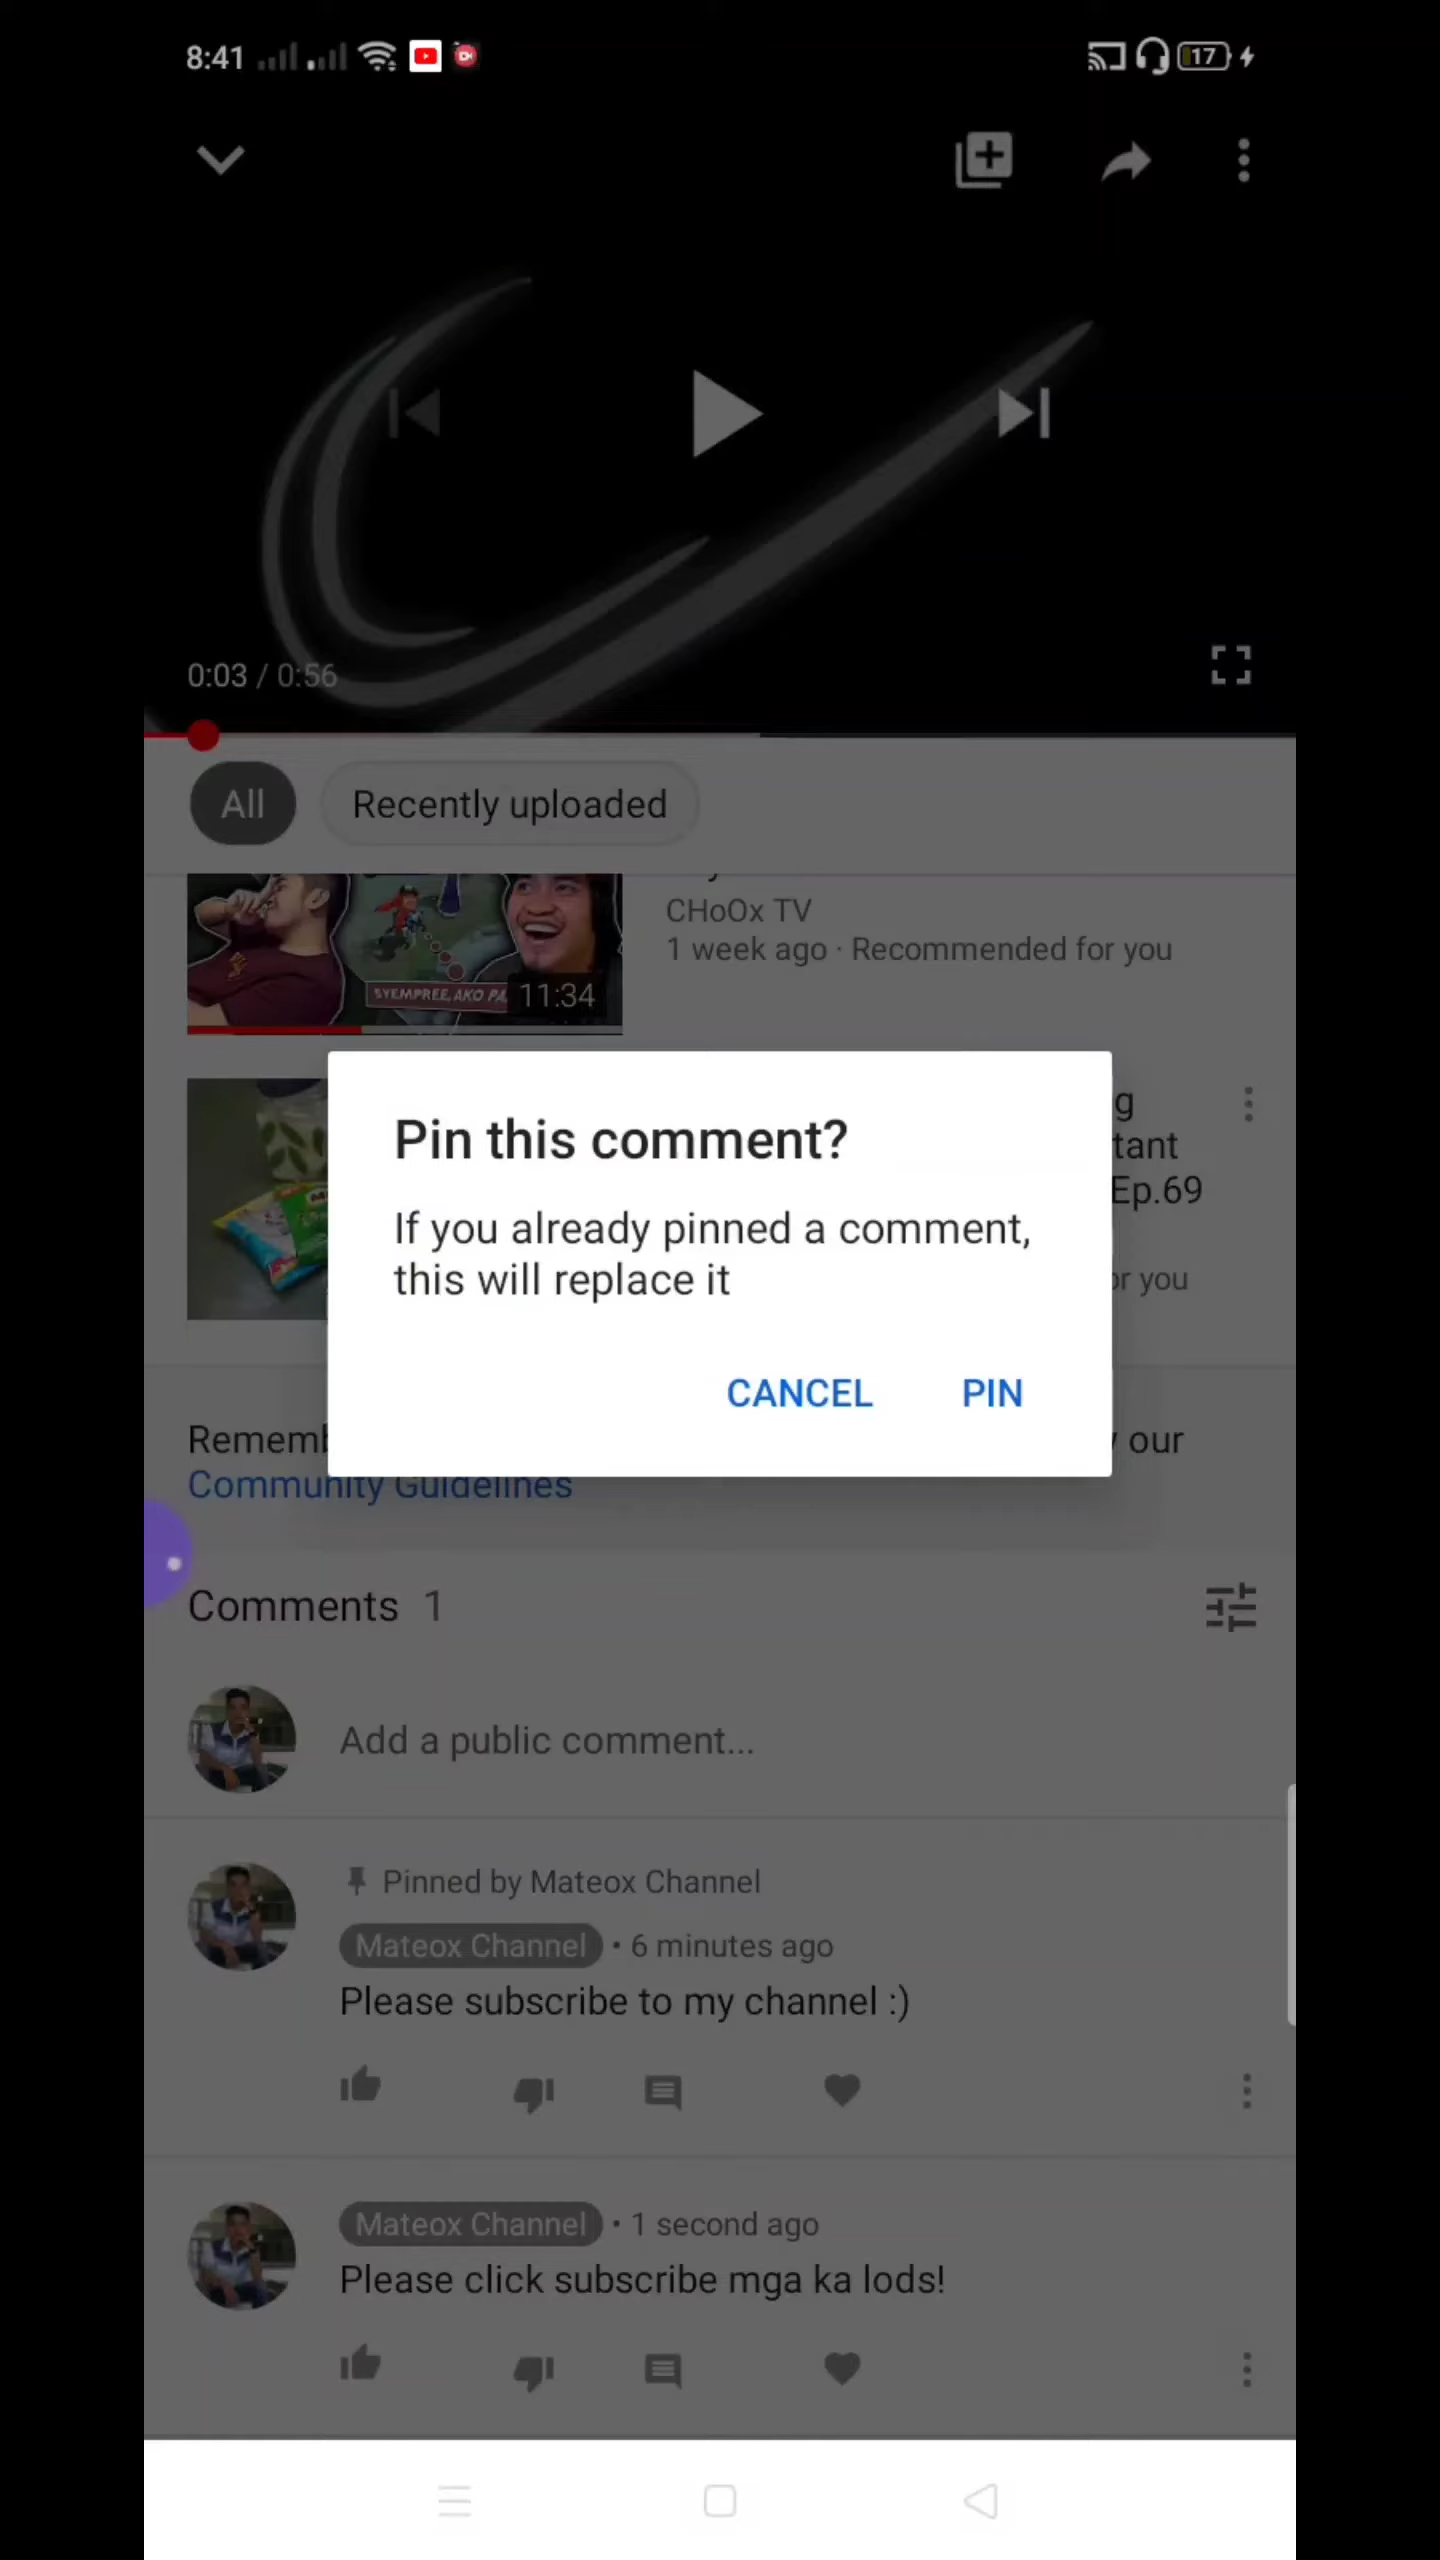 8:41
17
0:03 / 0:56
All
Recently uploaded
CHoOx TV
1 week ago · Recommended for you
SYEMPREE, AKO PA
11:34
g
tant
Ep.69
or you
Pin this comment?
If you already pinned a comment,
this will replace it
CANCEL
PIN
our
Community Guidelines
Comments 1
Add a public comment...
Pinned by Mateox Channel
Mateox Channel • 6 minutes ago
Please subscribe to my channel :)
Mateox Channel • 1 second ago
Please click subscribe mga ka lods!